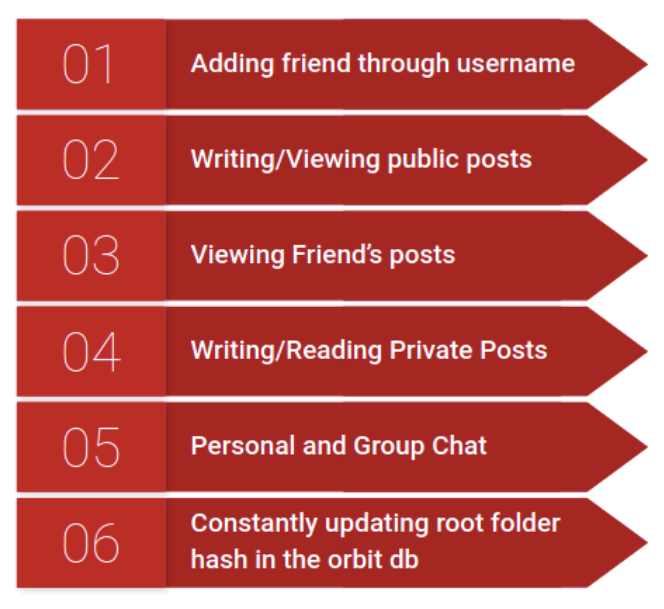 01
Adding friend through username
02
Writing/Viewing public posts
03
Viewing Friend’s posts
04
Writing/Reading Private Posts
05
Personal and Group Chat
06
Constantly updating root folder
hash in the orbit db